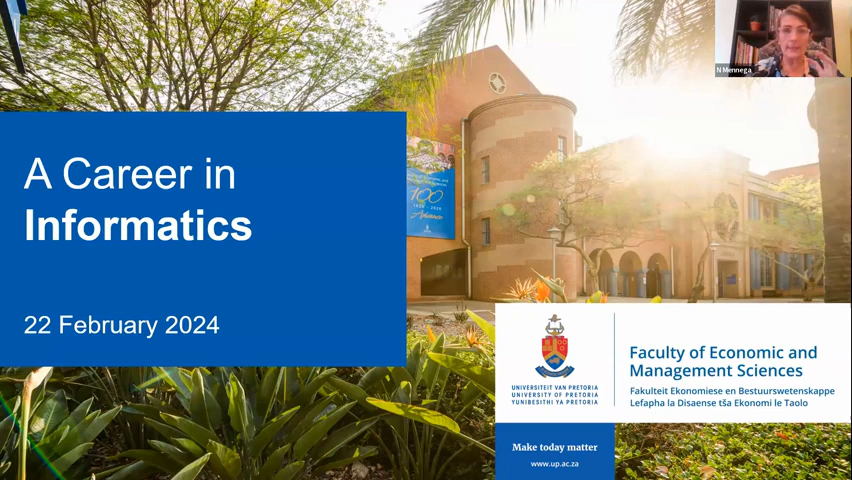 N Mennega
A Career in
Informatics
22 February 2024
100
UNIVERSITEIT VAN PRETORIA
UNIVERSITY OF PRETORIA
YUNIBESITHI YA PRETORIA
Faculty of Economic and
Management Sciences
Fakulteit Ekonomiese en Bestuurswetenskappe
Lefapha la Disaense tša Ekonomi le Taolo
Make today matter
www.up.ac.za